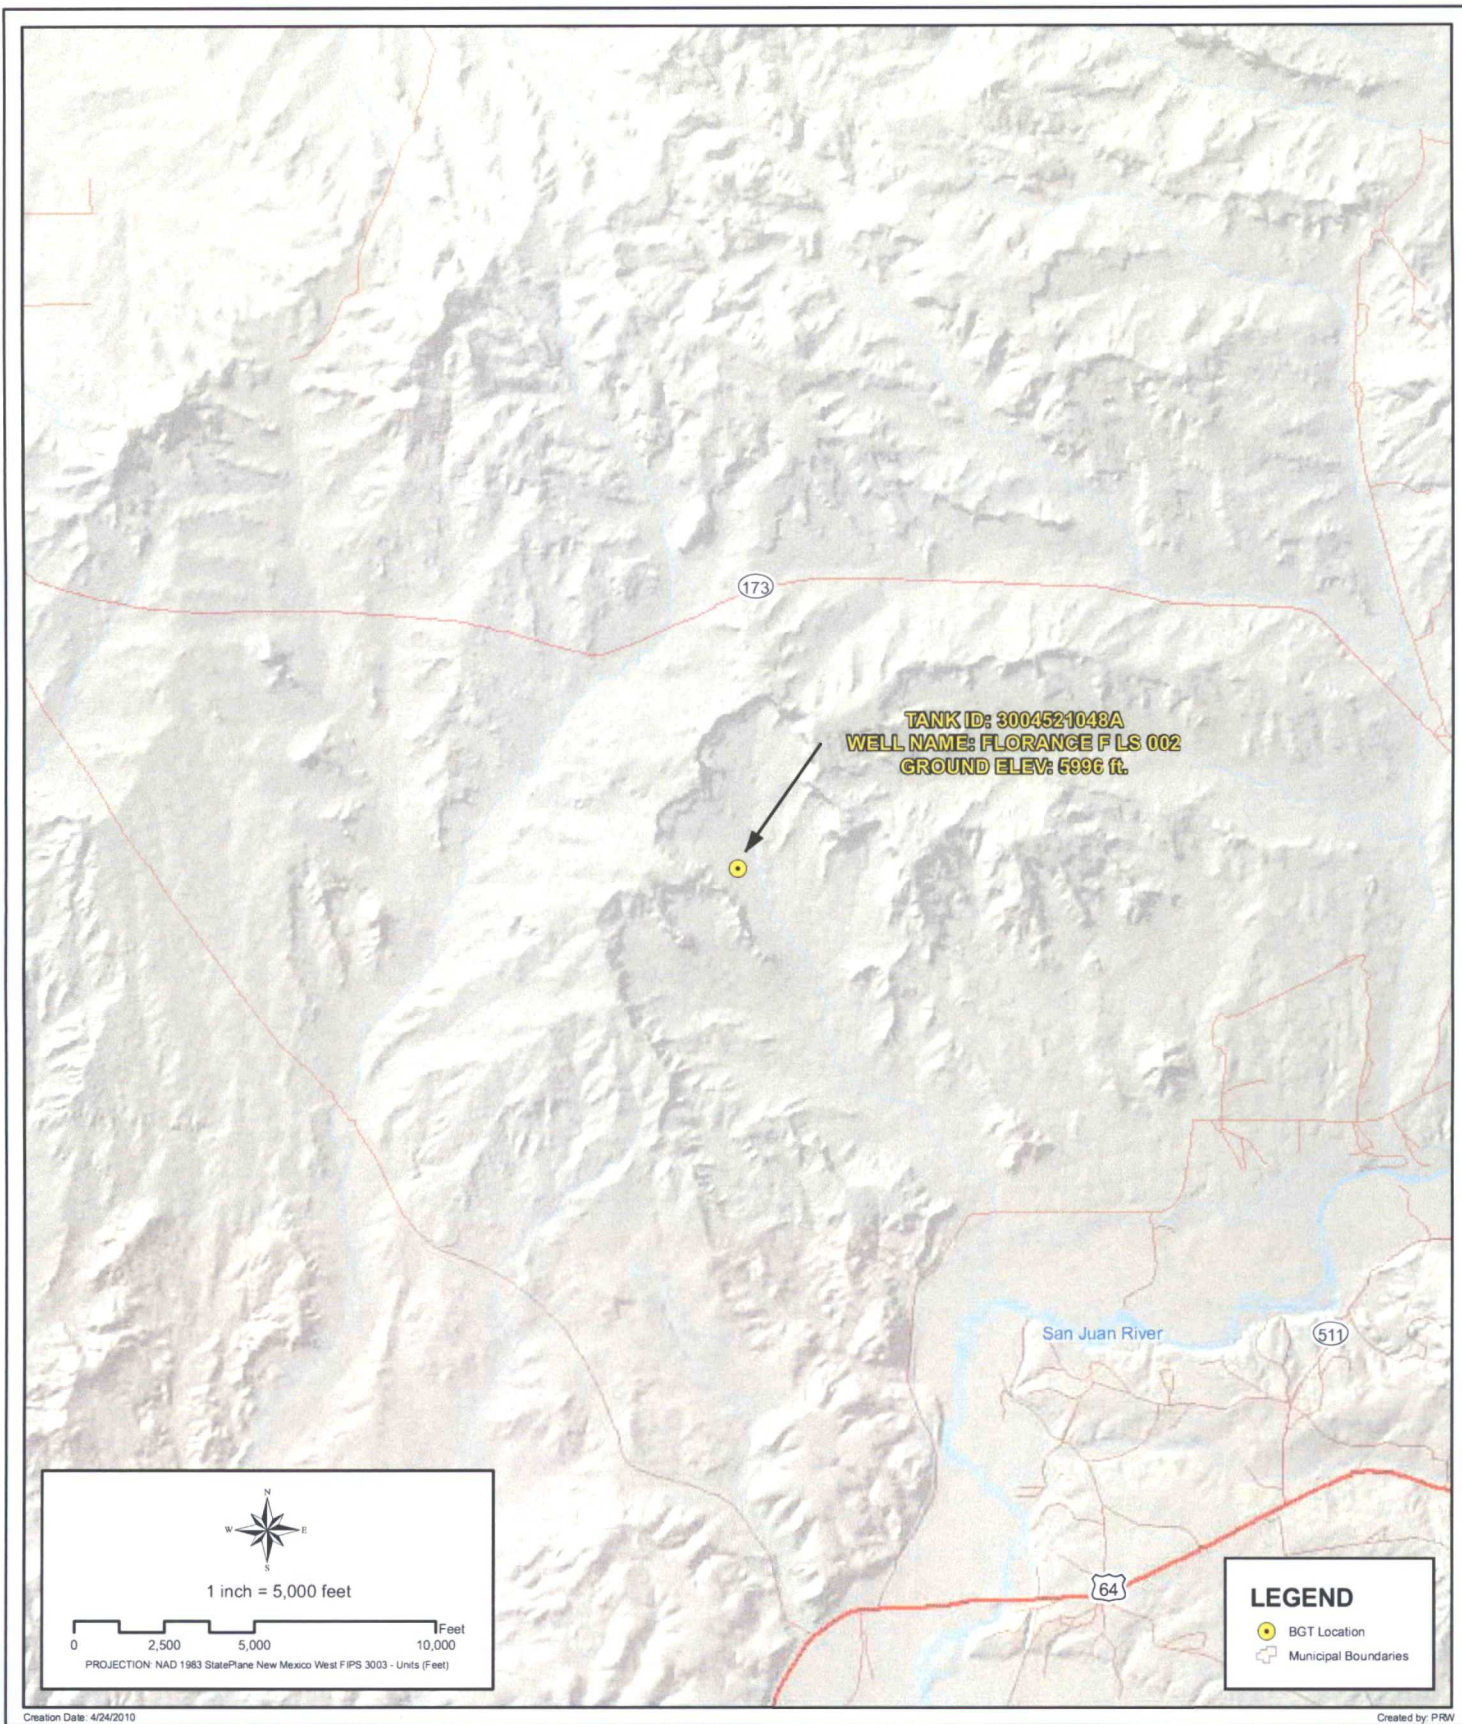 173
TANK ID: 3004521048A
WELL NAME: FLORANCE F LS 002
GROUND ELEV: 5996 ft.
San Juan River
511
64
N
W E
S
1 inch = 5,000 feet
Feet
0 2,500 5,000 10,000
PROJECTION: NAD 1983 StatePlane New Mexico West FIPS 3003 - Units (Feet)
LEGEND
BGT Location
Municipal Boundaries
Creation Date: 4/24/2010
Created by: PRW